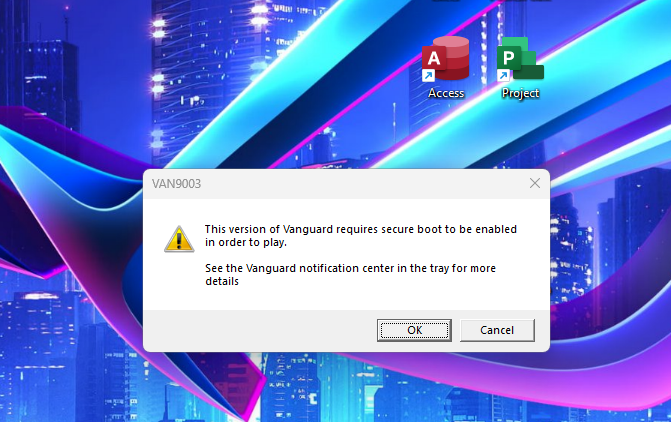 A
P
Access
Project
VAN9003
This version of Vanguard requires secure boot to be enabled
in order to play.
See the Vanguard notification center in the tray for more
details
OK
Cancel